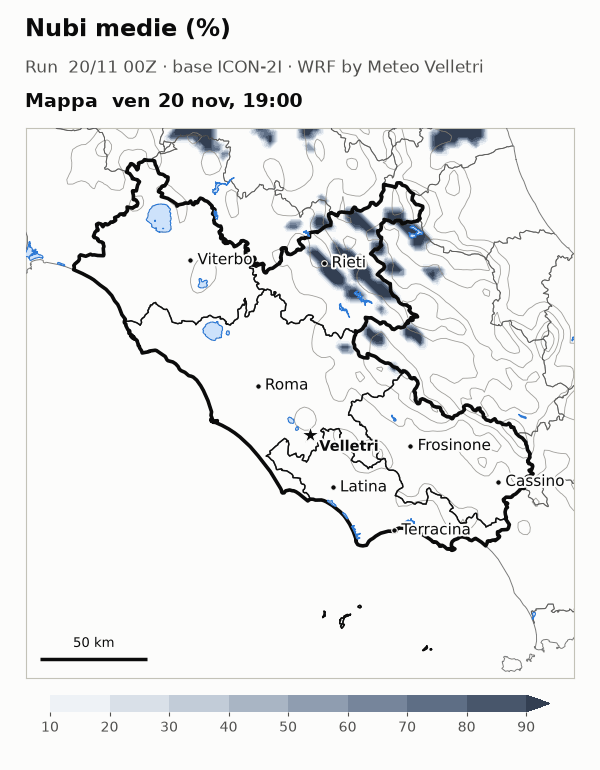 Nubi medie (%)
Run 20/11 00Z · base ICON-2I · WRF by Meteo Velletri
Mappa ven 20 nov, 19:00
Viterbo
Rieti
Roma
Velletri
Frosinone
Latina
Cassino
Terracina
50 km
10 20 30 40 50 60 70 80 90